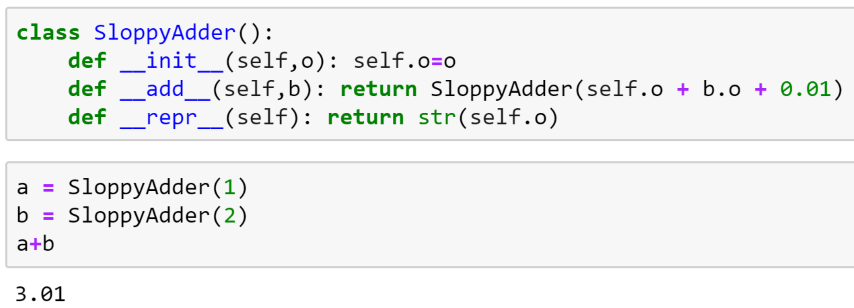 class SloppyAdder():
    def __init__(self,o): self.o=o
    def __add__(self,b): return SloppyAdder(self.o + b.o + 0.01)
    def __repr__(self): return str(self.o)
a = SloppyAdder(1)
b = SloppyAdder(2)
a+b
3.01